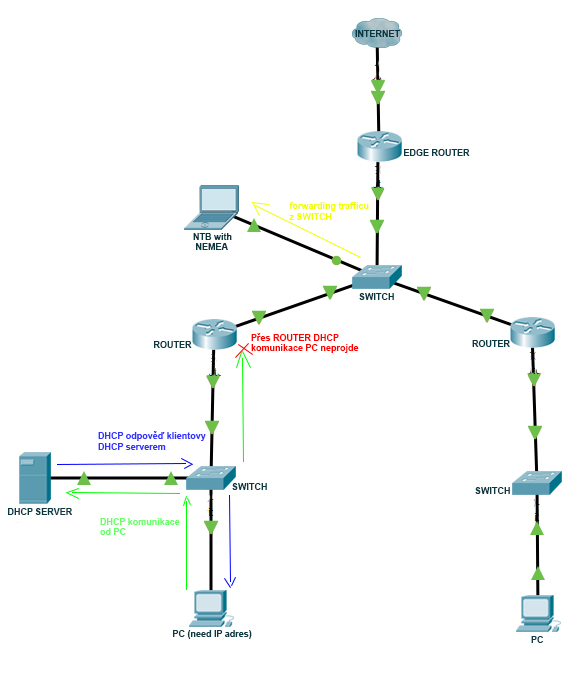 INTERNET
EDGE ROUTER
forwarding trafficu
z SWITCH
NTB with
NEMEA
SWITCH
ROUTER
Přes ROUTER DHCP
komunikace PC neprojde
ROUTER
DHCP odpověď klientovy
DHCP serverem
SWITCH
SWITCH
DHCP SERVER
DHCP komunikace
od PC
PC (need IP adres)
PC